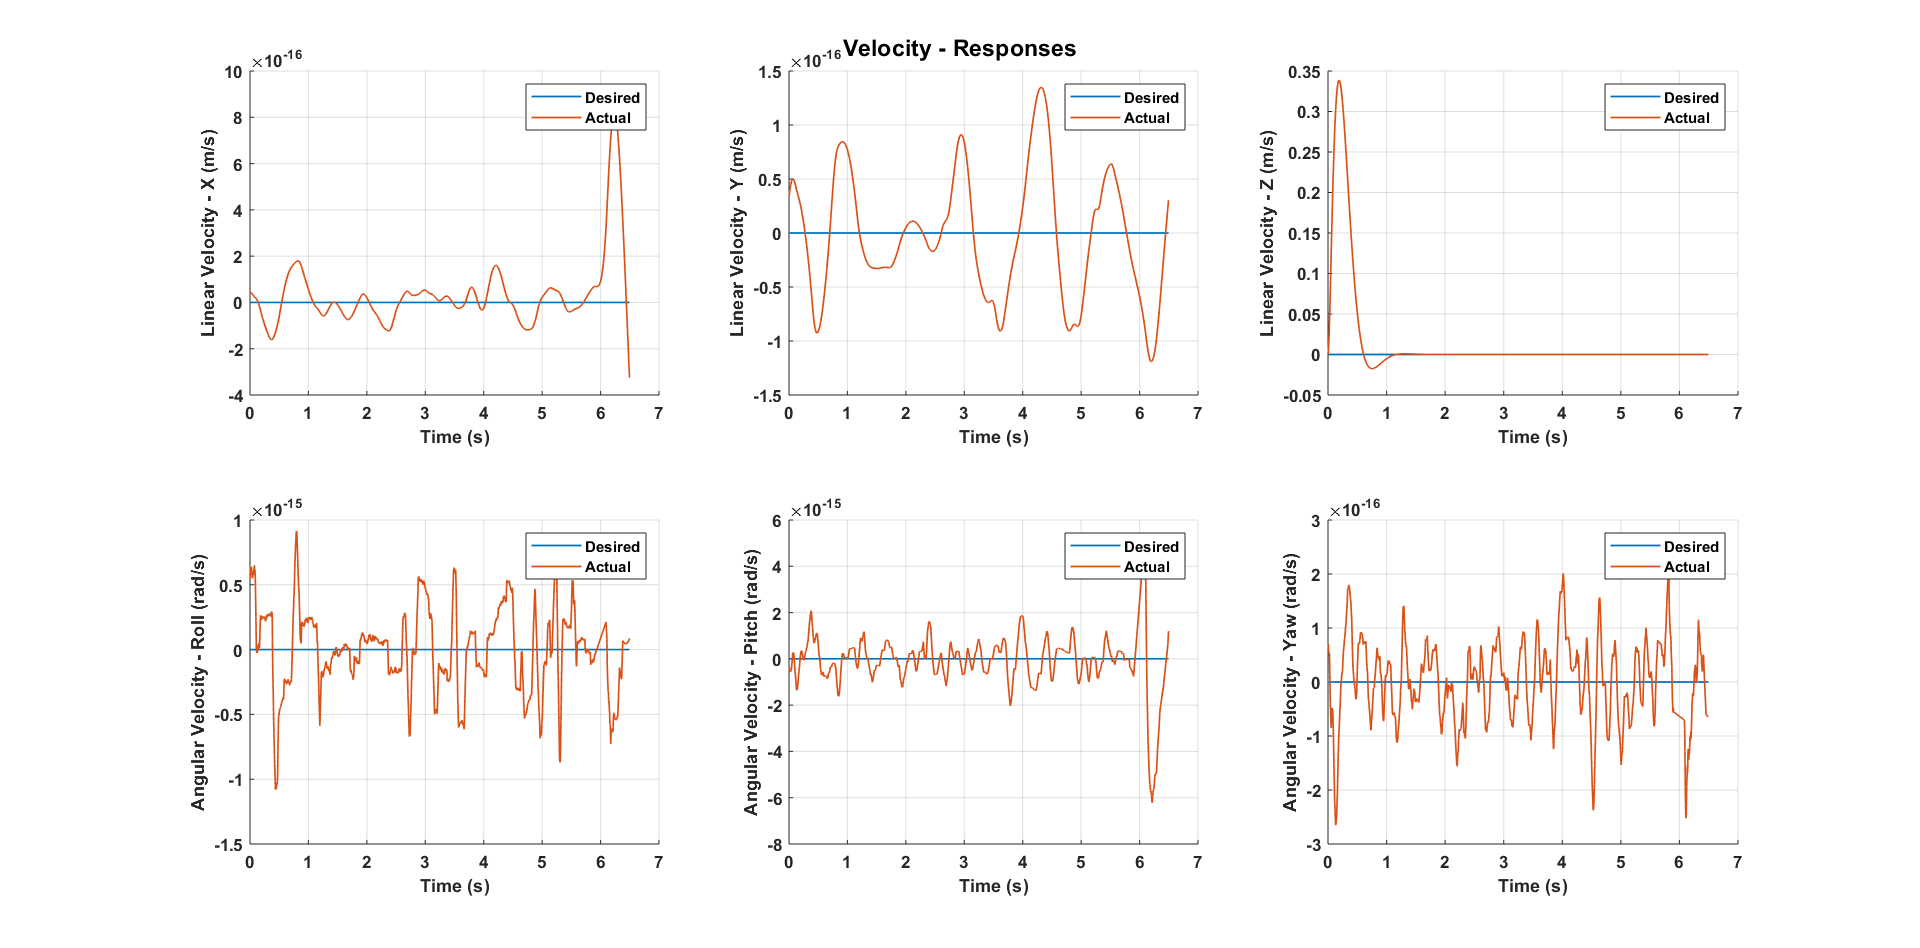 Velocity - Responses
×10-16
10
8
6
4
2
0
-2
-4
0 1 2 3 4 5 6 7
Time (s)
Linear Velocity - X (m/s)
Desired
Actual
×10-16
1.5
1
0.5
0
-0.5
-1
-1.5
0 1 2 3 4 5 6 7
Time (s)
Linear Velocity - Y (m/s)
Desired
Actual
0.35
0.3
0.25
0.2
0.15
0.1
0.05
0
-0.05
0 1 2 3 4 5 6 7
Time (s)
Linear Velocity - Z (m/s)
Desired
Actual
×10-15
1
0.5
0
-0.5
-1
-1.5
0 1 2 3 4 5 6 7
Time (s)
Angular Velocity - Roll (rad/s)
Desired
Actual
×10-15
6
4
2
0
-2
-4
-6
-8
0 1 2 3 4 5 6 7
Time (s)
Angular Velocity - Pitch (rad/s)
Desired
Actual
×10-16
3
2
1
0
-1
-2
-3
0 1 2 3 4 5 6 7
Time (s)
Angular Velocity - Yaw (rad/s)
Desired
Actual